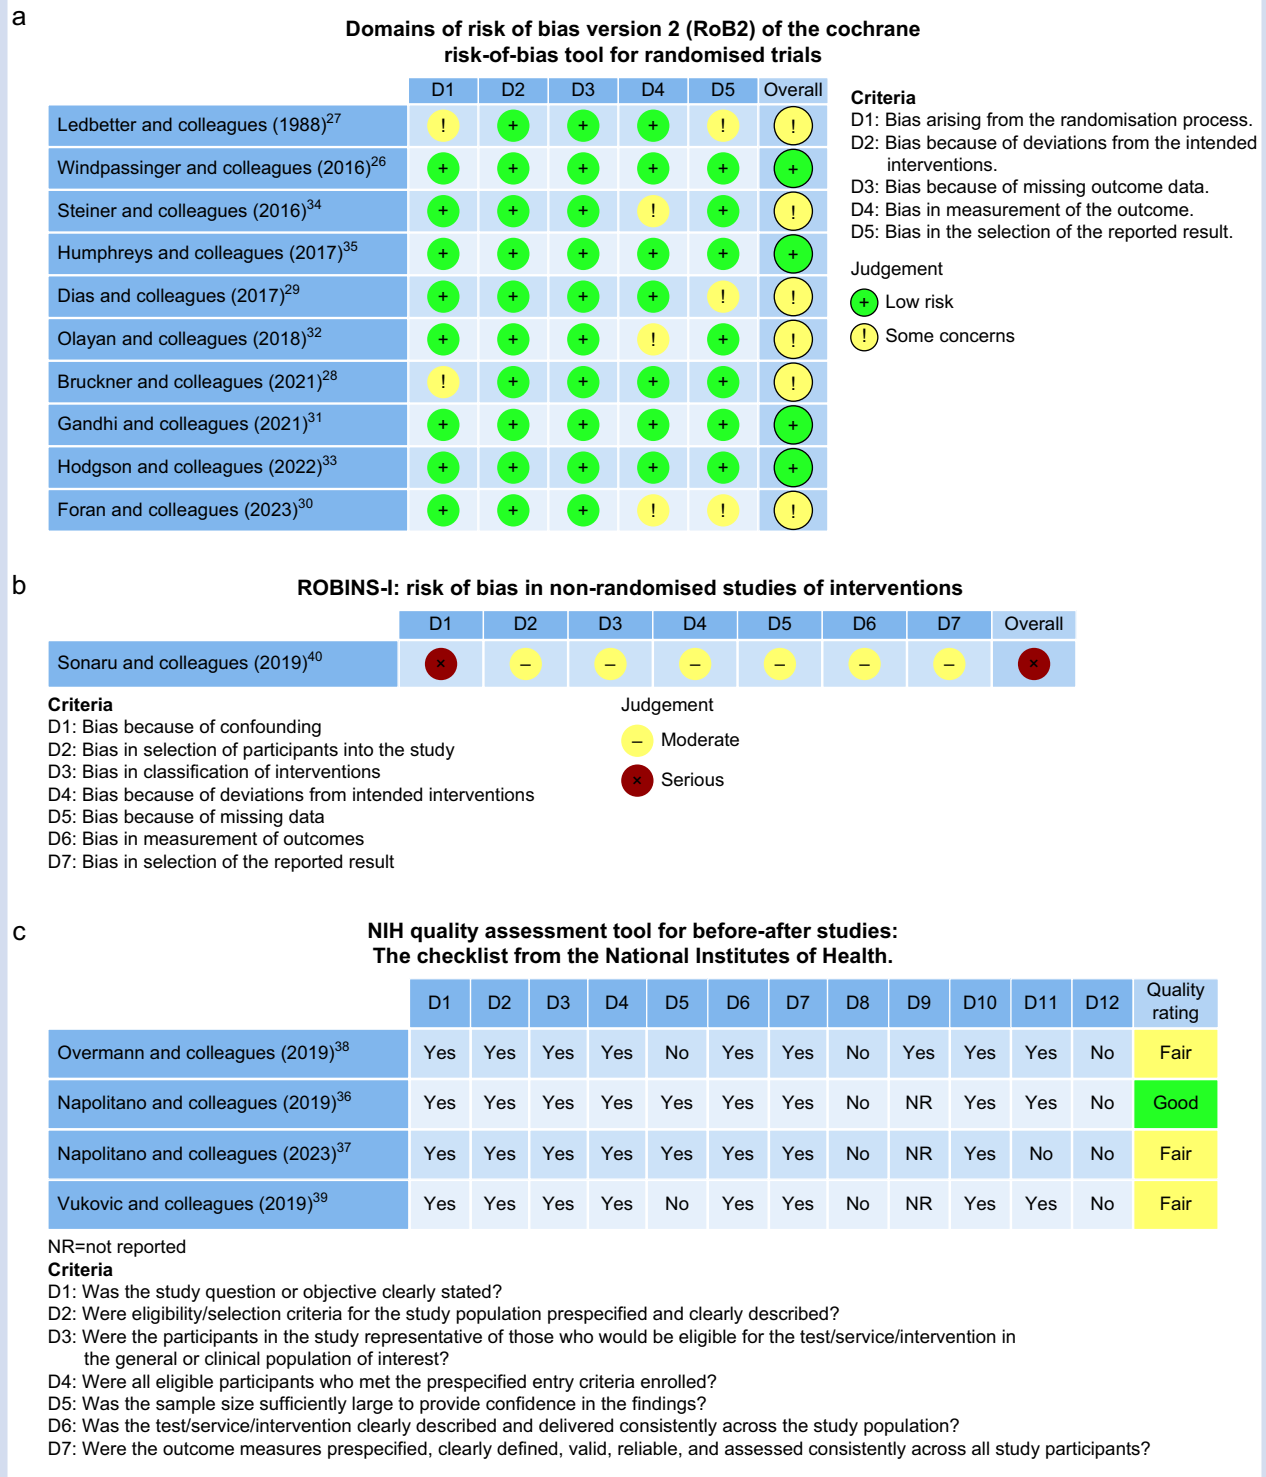 a
Domains of risk of bias version 2 (RoB2) of the cochrane
risk-of-bias tool for randomised trials
D1 D2 D3 D4 D5 Overall
Ledbetter and colleagues (1988)27 ! + + + ! !
Windpassinger and colleagues (2016)26 + + + + + +
Steiner and colleagues (2016)34 + + + ! + !
Humphreys and colleagues (2017)35 + + + + + +
Dias and colleagues (2017)29 + + + + ! !
Olayan and colleagues (2018)32 + + + ! + !
Bruckner and colleagues (2021)28 ! + + + + !
Gandhi and colleagues (2021)31 + + + + + +
Hodgson and colleagues (2022)33 + + + + + +
Foran and colleagues (2023)30 + + + ! ! !
Criteria
D1: Bias arising from the randomisation process.
D2: Bias because of deviations from the intended
interventions.
D3: Bias because of missing outcome data.
D4: Bias in measurement of the outcome.
D5: Bias in the selection of the reported result.
Judgement
+ Low risk
! Some concerns
b
ROBINS-I: risk of bias in non-randomised studies of interventions
D1 D2 D3 D4 D5 D6 D7 Overall
Sonaru and colleagues (2019)40 × – – – – – – ×
Criteria
D1: Bias because of confounding
D2: Bias in selection of participants into the study
D3: Bias in classification of interventions
D4: Bias because of deviations from intended interventions
D5: Bias because of missing data
D6: Bias in measurement of outcomes
D7: Bias in selection of the reported result
Judgement
– Moderate
× Serious
c
NIH quality assessment tool for before-after studies:
The checklist from the National Institutes of Health.
D1 D2 D3 D4 D5 D6 D7 D8 D9 D10 D11 D12 Quality rating
Overmann and colleagues (2019)38 Yes Yes Yes Yes No Yes Yes No Yes Yes Yes No Fair
Napolitano and colleagues (2019)36 Yes Yes Yes Yes Yes Yes Yes No NR Yes Yes No Good
Napolitano and colleagues (2023)37 Yes Yes Yes Yes Yes Yes Yes No NR Yes No No Fair
Vukovic and colleagues (2019)39 Yes Yes Yes Yes No Yes Yes No NR Yes Yes No Fair
NR=not reported
Criteria
D1: Was the study question or objective clearly stated?
D2: Were eligibility/selection criteria for the study population prespecified and clearly described?
D3: Were the participants in the study representative of those who would be eligible for the test/service/intervention in
the general or clinical population of interest?
D4: Were all eligible participants who met the prespecified entry criteria enrolled?
D5: Was the sample size sufficiently large to provide confidence in the findings?
D6: Was the test/service/intervention clearly described and delivered consistently across the study population?
D7: Were the outcome measures prespecified, clearly defined, valid, reliable, and assessed consistently across all study participants?